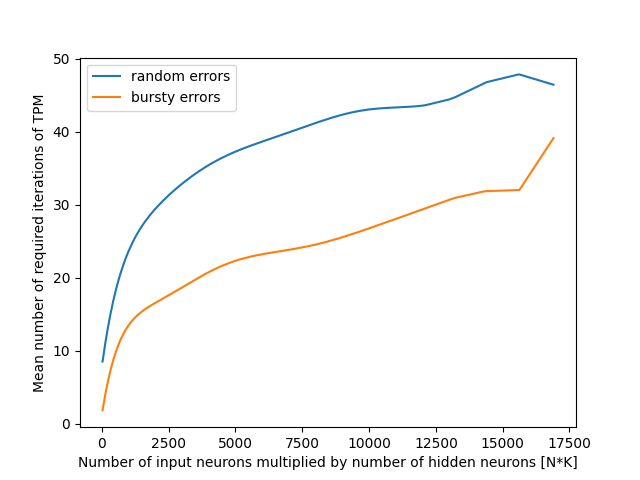 random errors
bursty errors
Mean number of required iterations of TPM
50
40
30
20
10
0
0 2500 5000 7500 10000 12500 15000 17500
Number of input neurons multiplied by number of hidden neurons [N*K]